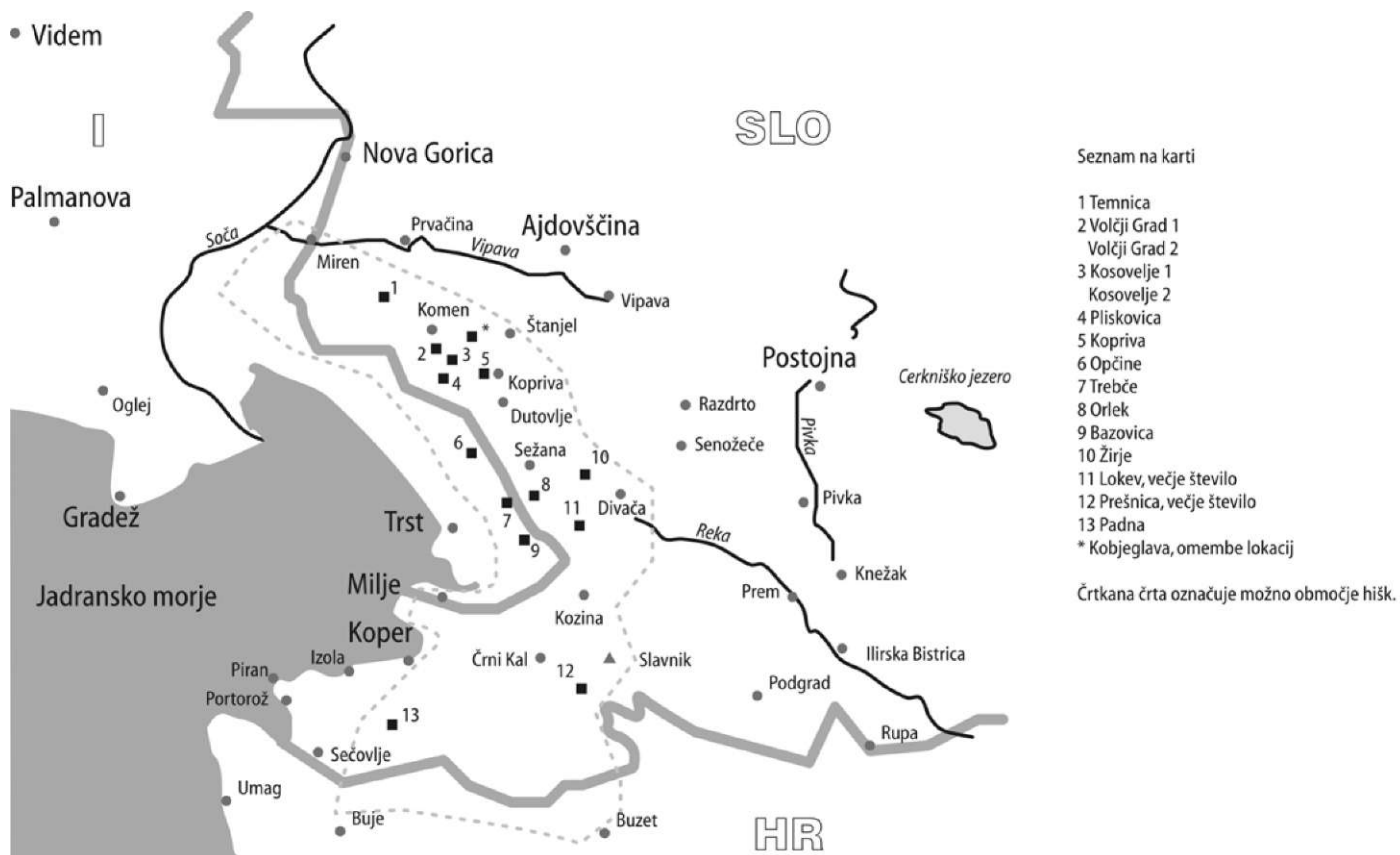 Videm
I
SLO
Nova Gorica
Palmanova
Soča
Prvačina
Ajdovščina
Miren
Vipava
Vipava
1
Komen
*
Štanjel
2
3
5
4
Kopriva
Dutovlje
Postojna
Cerkniško jezero
Oglej
Razdrto
Pivka
Senožeče
6
Sežana
10
8
Divača
Pivka
Gradež
Trst
7
11
9
Reka
Knežak
Milje
Jadransko morje
Kozina
Prem
Koper
Izola
Črni Kal
Slavnik
Ilirska Bistrica
Piran
Portorož
12
Podgrad
13
Rupa
Sečovlje
Umag
Buje
Buzet
HR
Seznam na karti
1 Temnica
2 Volčji Grad 1
Volčji Grad 2
3 Kosovelje 1
Kosovelje 2
4 Pliskovica
5 Kopriva
6 Opčine
7 Trebče
8 Orlek
9 Bazovica
10 Žirje
11 Lokev, večje število
12 Prešnica, večje število
13 Padna
* Kobjeglava, omembe lokacij
Črtkana črta označuje možno območje hišk.